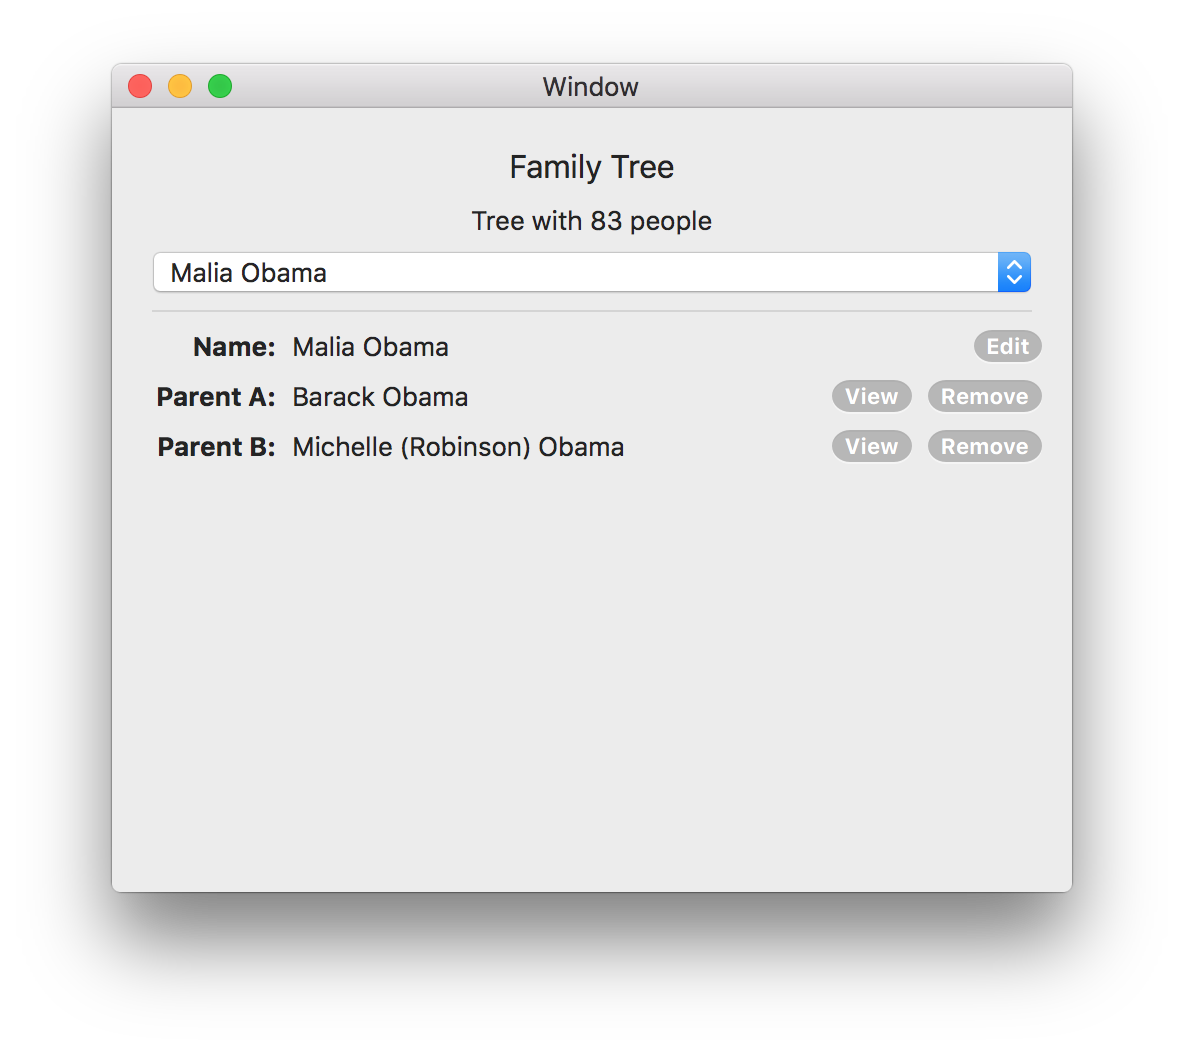 Window
Family Tree
Tree with 83 people
Malia Obama
Name: Malia Obama Edit
Parent A: Barack Obama View Remove
Parent B: Michelle (Robinson) Obama View Remove